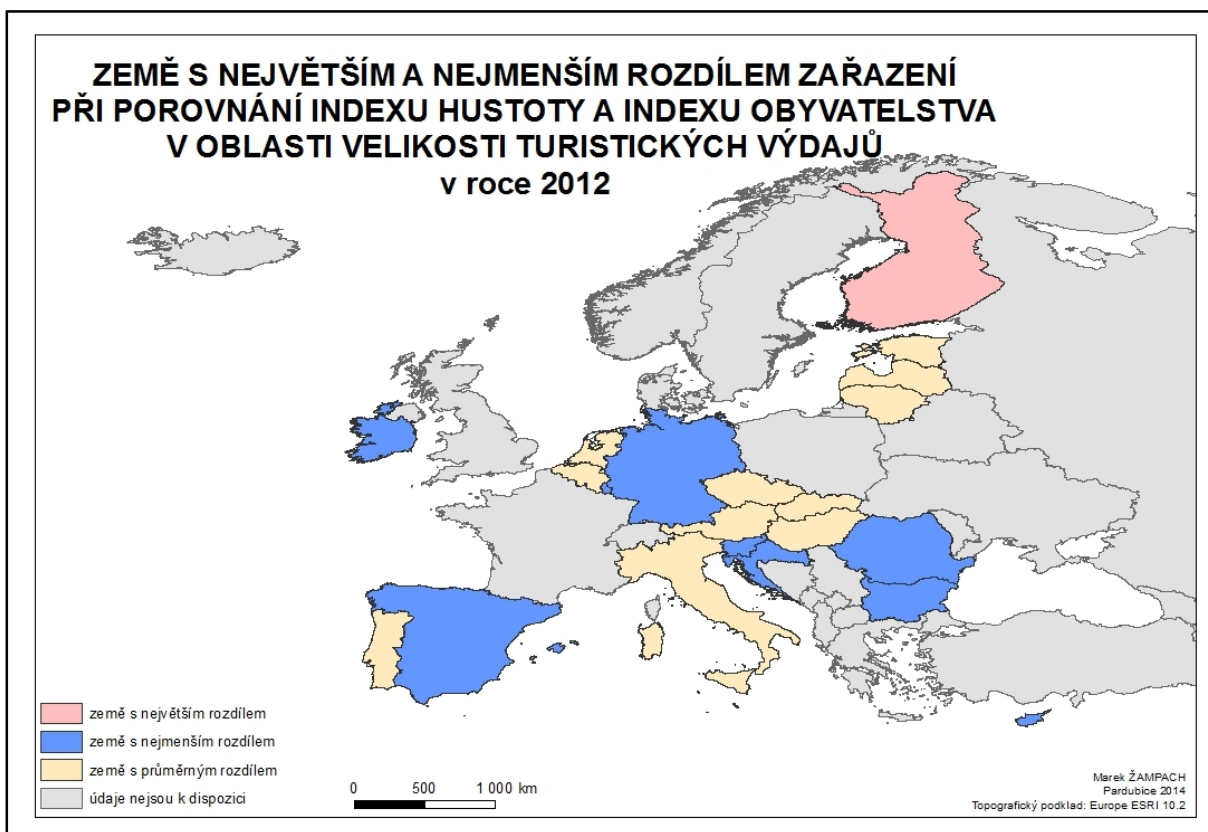 ZEMĚ S NEJVĚTŠÍM A NEJMENŠÍM ROZDÍLEM ZAŘAZENÍ
PŘI POROVNÁNÍ INDEXU HUSTOTY A INDEXU OBYVATELSTVA
V OBLASTI VELIKOSTI TURISTICKÝCH VÝDAJŮ
v roce 2012
země s největším rozdílem
země s nejmenším rozdílem
země s průměrným rozdílem
údaje nejsou k dispozici
0 500 1 000 km
Marek ŽAMPACH
Pardubice 2014
Topografický podklad: Europe ESRI 10.2